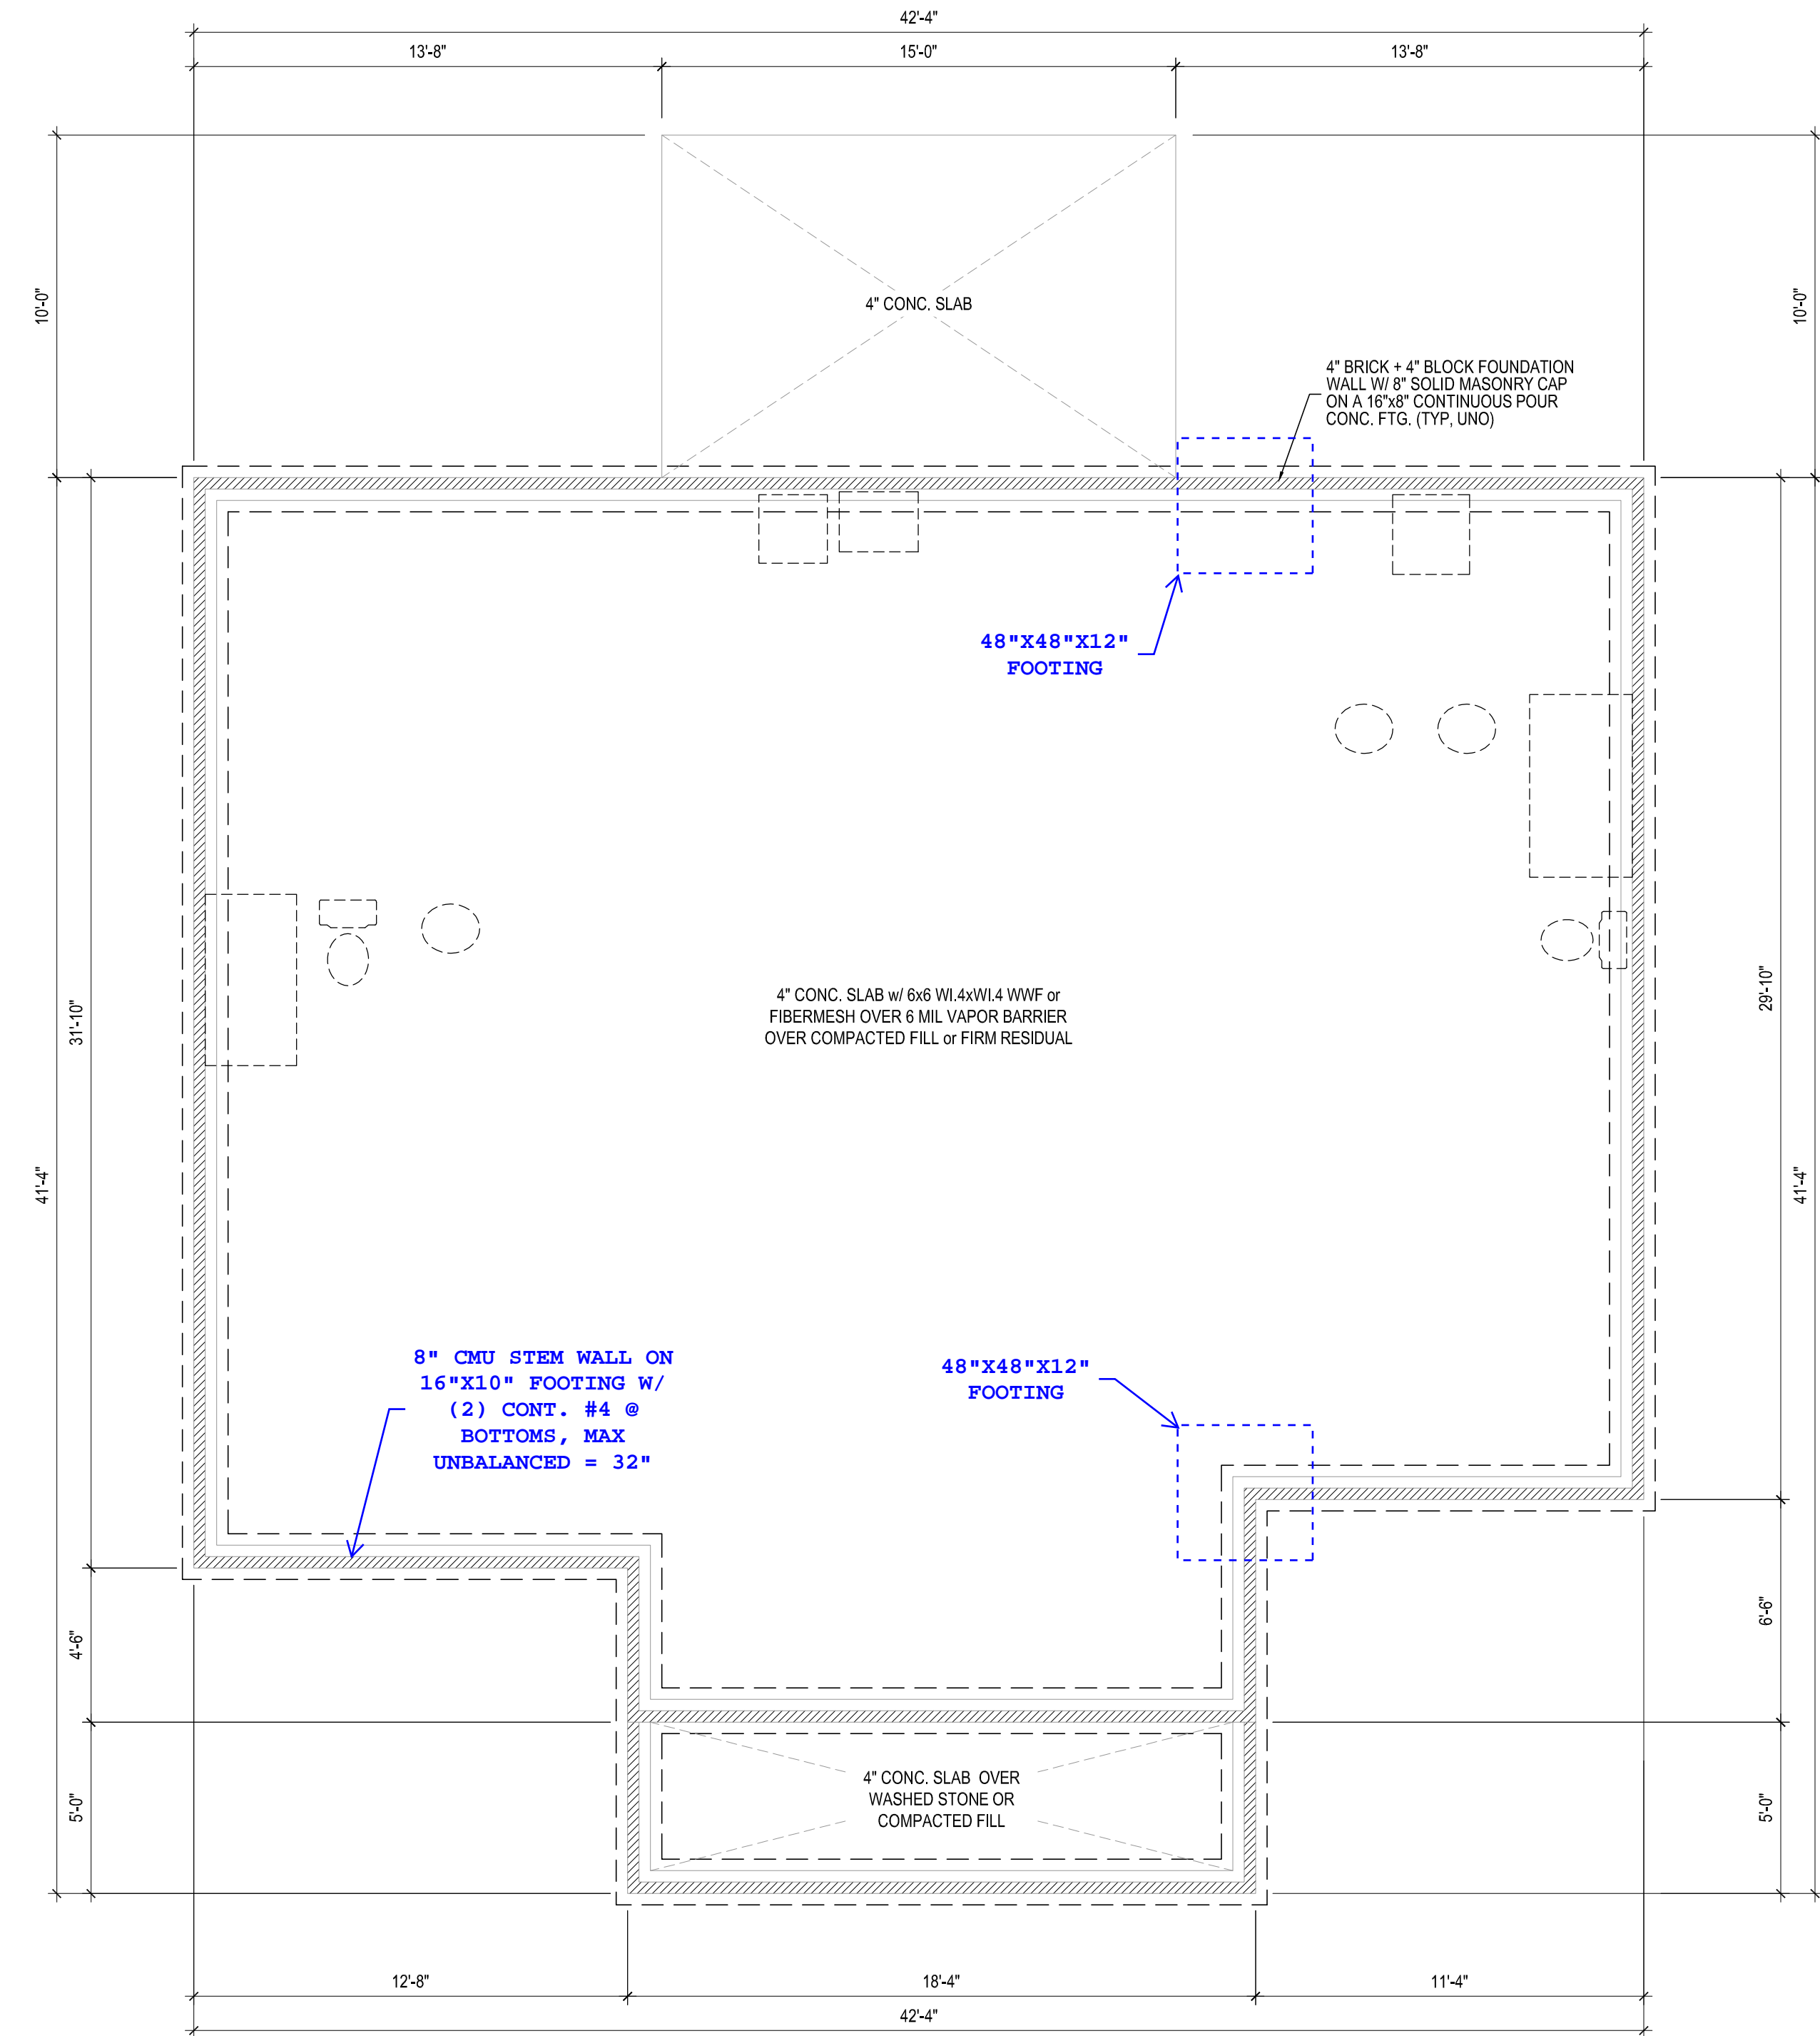 42'-4"
13'-8"
15'-0"
13'-8"
10'-0"
10'-0"
4" CONC. SLAB
4" BRICK + 4" BLOCK FOUNDATION
WALL W/ 8" SOLID MASONRY CAP
ON A 16"x8" CONTINUOUS POUR
CONC. FTG. (TYP, UNO)
48"X48"X12"
FOOTING
4" CONC. SLAB w/ 6x6 WI.4xWI.4 WWF or
FIBERMESH OVER 6 MIL VAPOR BARRIER
OVER COMPACTED FILL or FIRM RESIDUAL
31'-10"
29'-10"
41'-4"
41'-4"
8" CMU STEM WALL ON
16"X10" FOOTING W/
(2) CONT. #4 @
BOTTOMS, MAX
UNBALANCED = 32"
48"X48"X12"
FOOTING
4'-6"
6'-6"
5'-0"
5'-0"
4" CONC. SLAB OVER
WASHED STONE OR
COMPACTED FILL
12'-8"
18'-4"
11'-4"
42'-4"